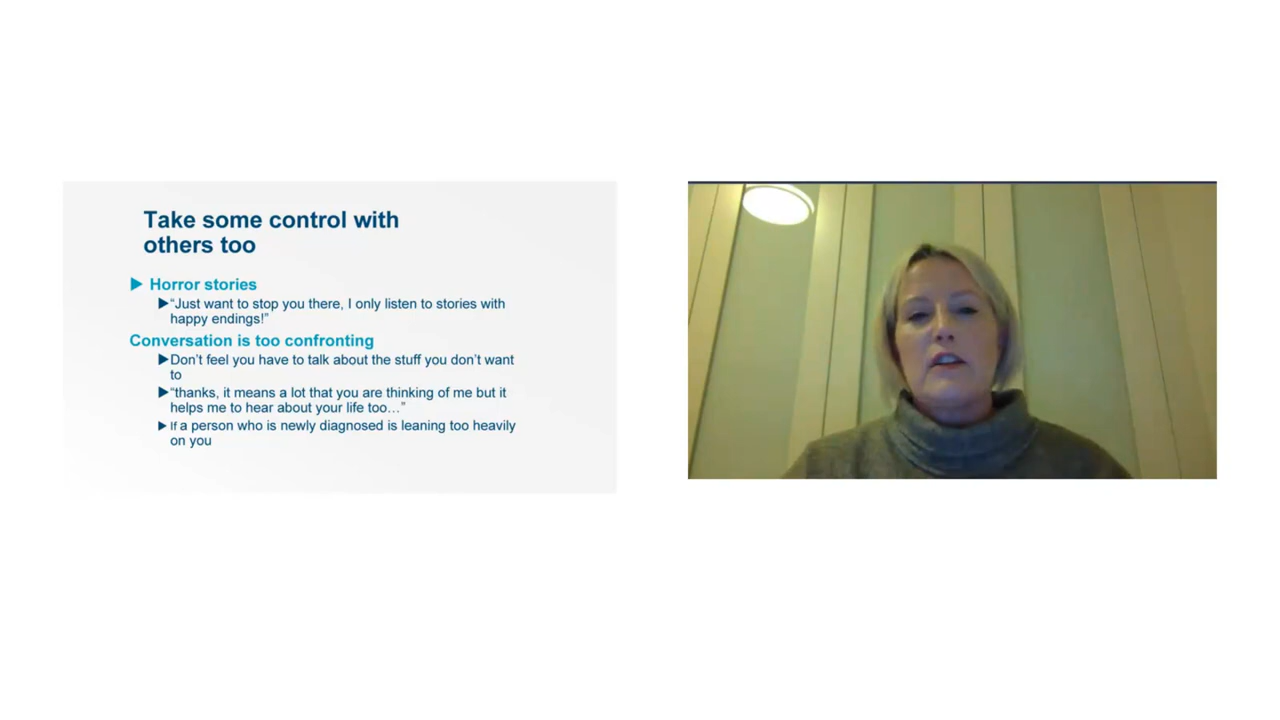 Take some control with
others too
▶ Horror stories
▶“Just want to stop you there, I only listen to stories with
happy endings!”
Conversation is too confronting
▶Don’t feel you have to talk about the stuff you don’t want
to
▶“thanks, it means a lot that you are thinking of me but it
helps me to hear about your life too…”
▶ If a person who is newly diagnosed is leaning too heavily
on you